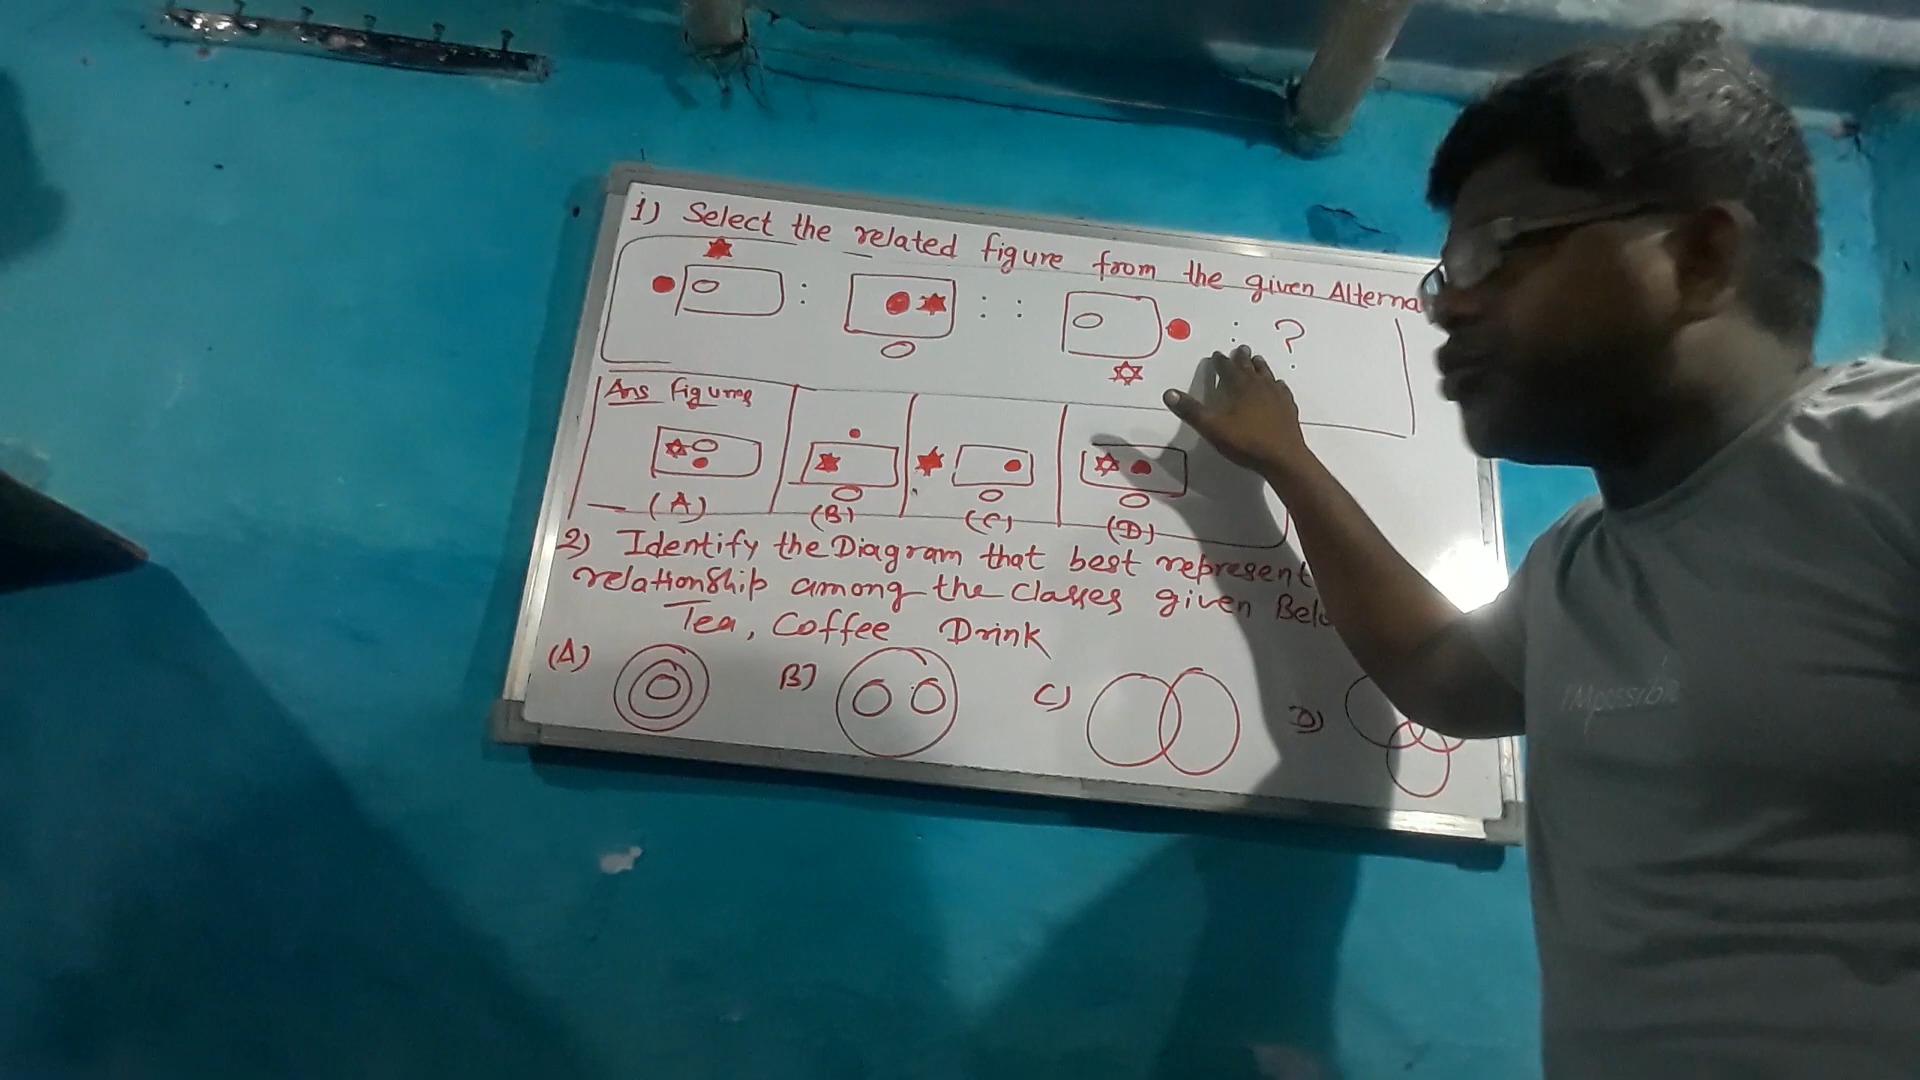 1) Select the related figure from the given Alterna
: : : : ?
Ans figures
(A) (B) (C) (D)
2) Identify the Diagram that best represent
relationship among the classes given Belo
Tea, Coffee Drink
(A) B) C) D)
IMpossible